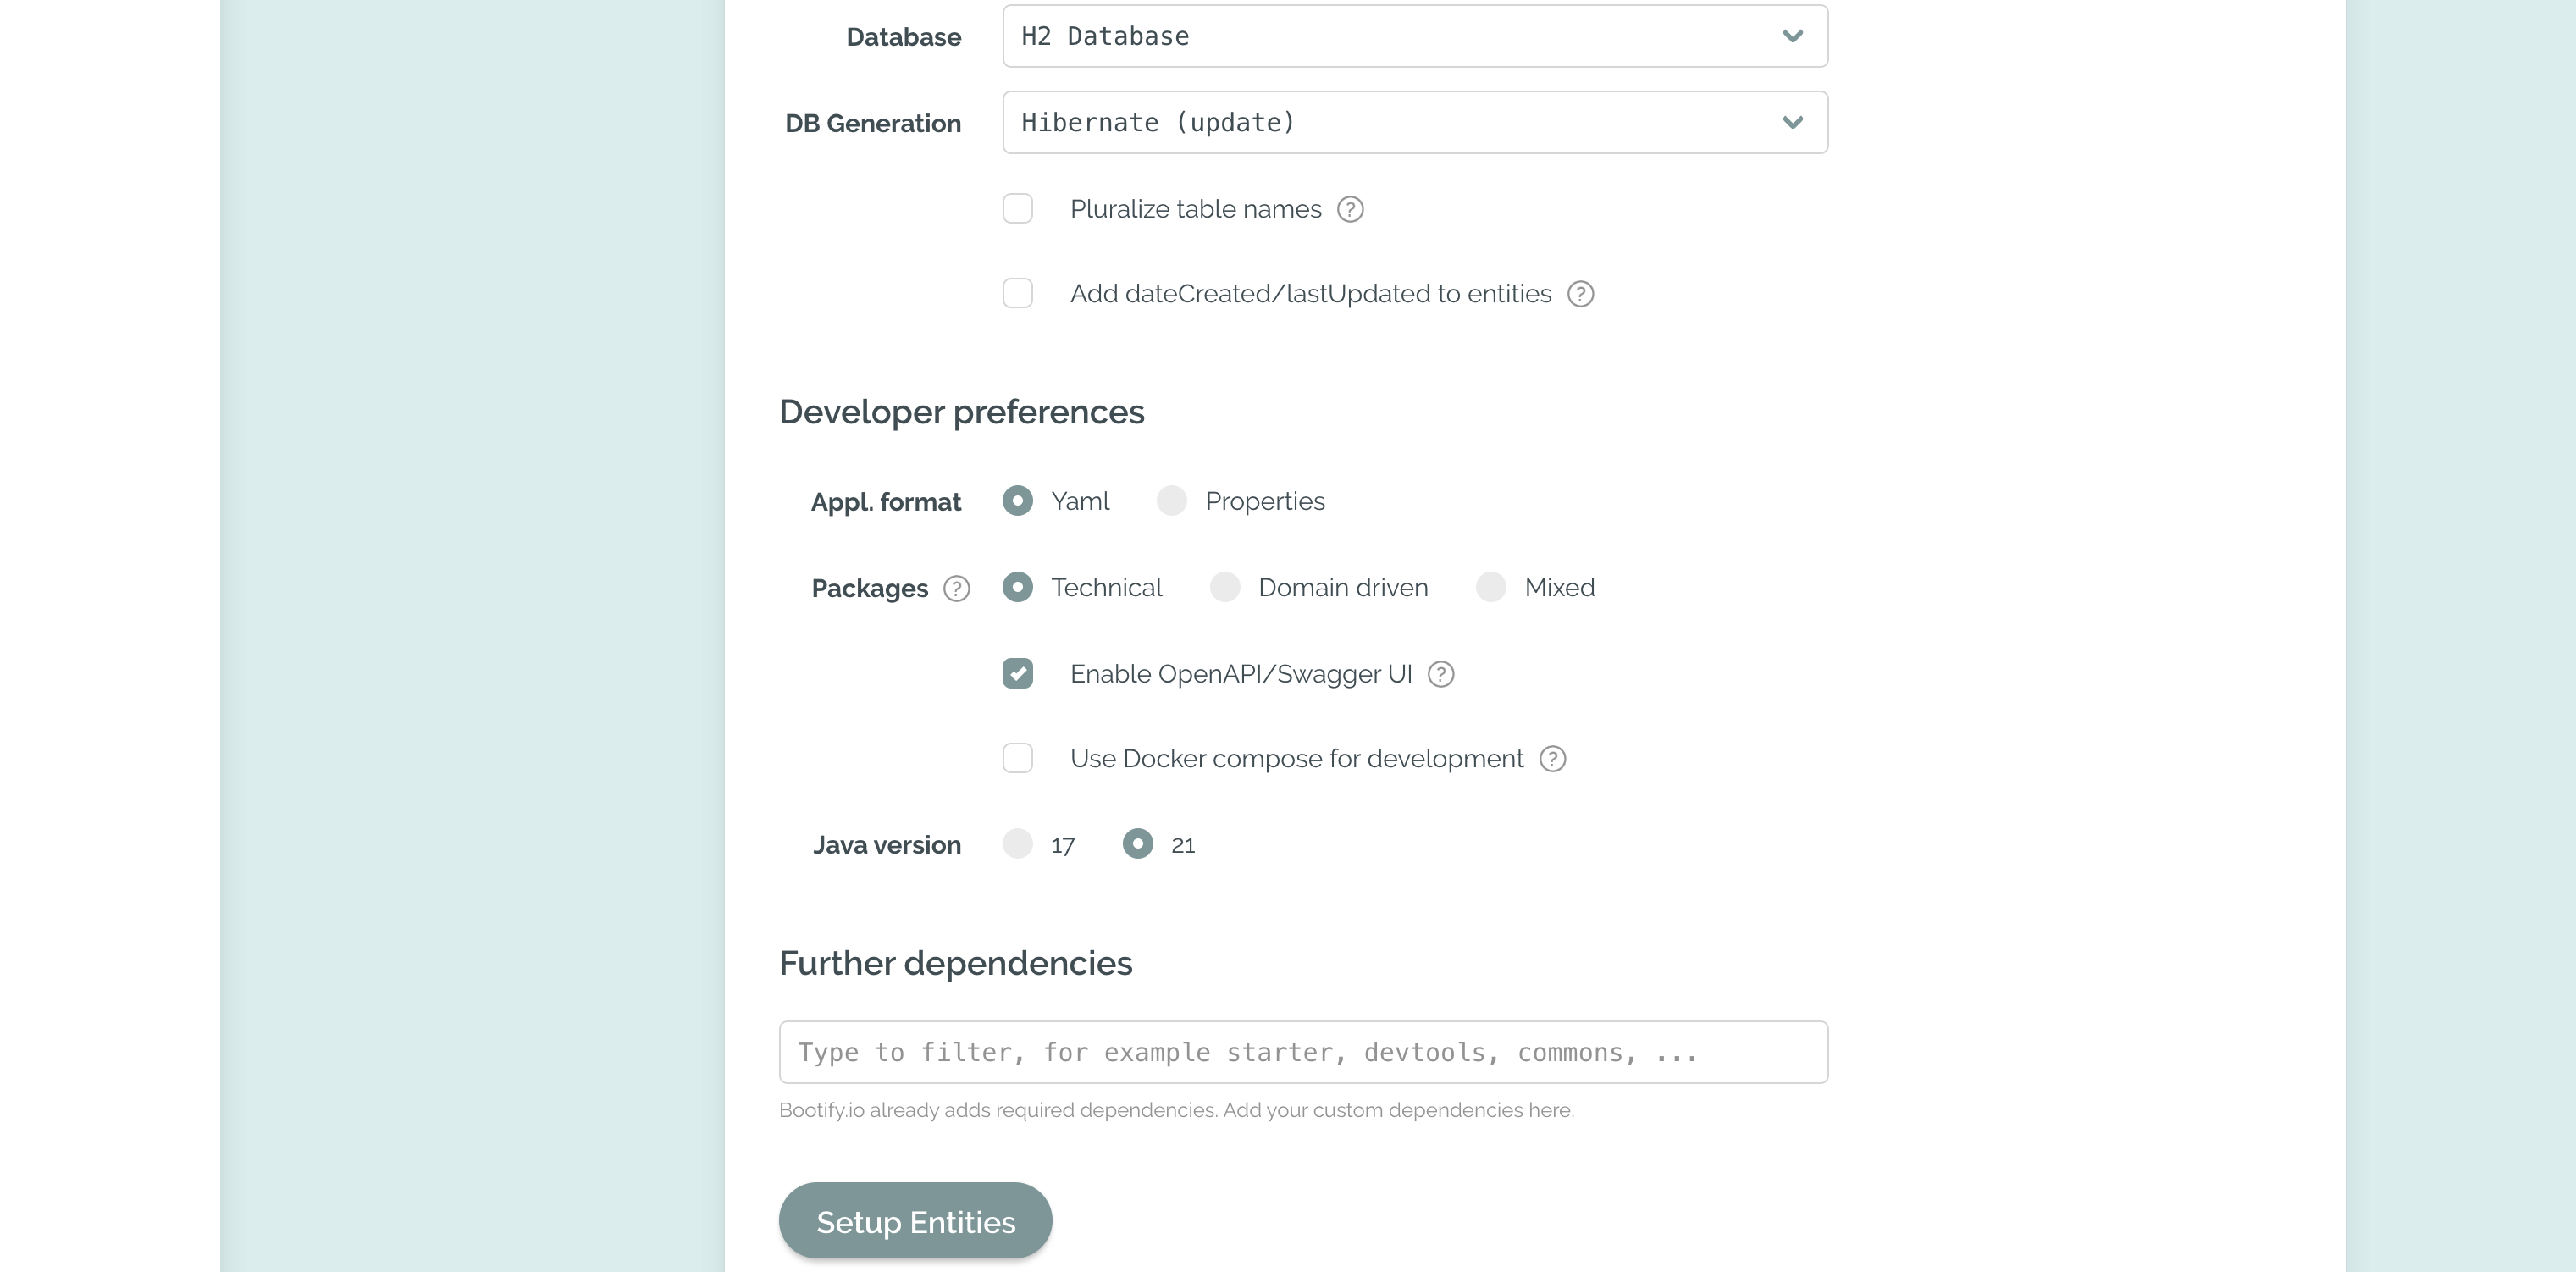 Database H2 Database
DB Generation Hibernate (update)
Pluralize table names ?
Add dateCreated/lastUpdated to entities ?
Developer preferences
Appl. format Yaml Properties
Packages ? Technical Domain driven Mixed
Enable OpenAPI/Swagger UI ?
Use Docker compose for development ?
Java version 17 21
Further dependencies
Type to filter, for example starter, devtools, commons, ...
Bootify.io already adds required dependencies. Add your custom dependencies here.
Setup Entities